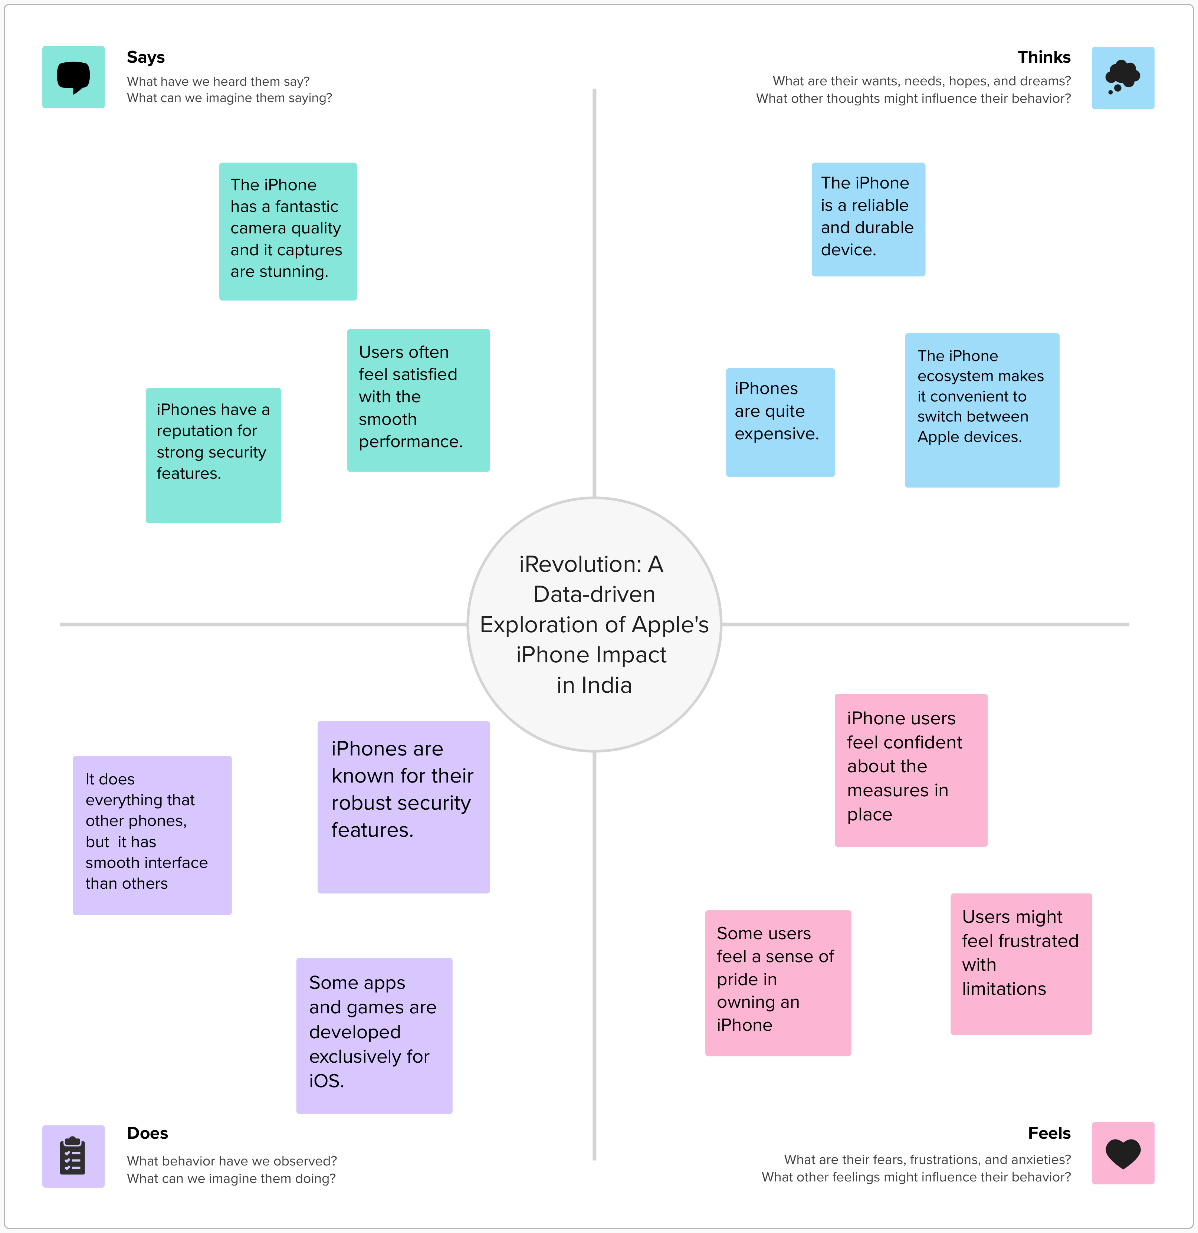 Says
What have we heard them say?
What can we imagine them saying?
Thinks
What are their wants, needs, hopes, and dreams?
What other thoughts might influence their behavior?
The iPhone
has a fantastic
camera quality
and it captures
are stunning.
Users often
feel satisfied
with the
smooth
performance.
iPhones have a
reputation for
strong security
features.
The iPhone
is a reliable
and durable
device.
iPhones
are quite
expensive.
The iPhone
ecosystem makes
it convenient to
switch between
Apple devices.
iRevolution: A
Data-driven
Exploration of Apple's
iPhone Impact
in India
It does
everything that
other phones,
but it has
smooth interface
than others
iPhones are
known for their
robust security
features.
Some apps
and games are
developed
exclusively for
iOS.
iPhone users
feel confident
about the
measures in
place
Some users
feel a sense of
pride in
owning an
iPhone
Users might
feel frustrated
with
limitations
Does
What behavior have we observed?
What can we imagine them doing?
Feels
What are their fears, frustrations, and anxieties?
What other feelings might influence their behavior?